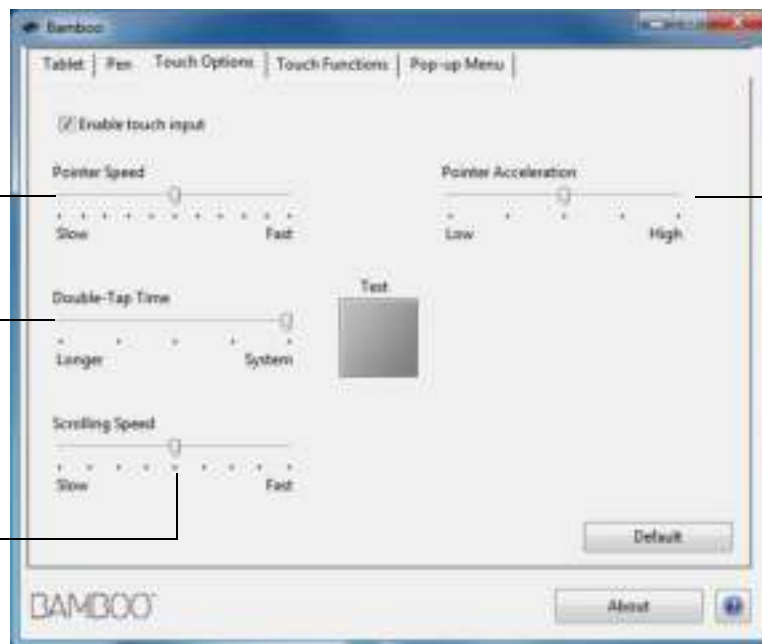 Bamboo
Tablet | Pen | Touch Options | Touch Functions | Pop-up Menu |
Enable touch input
Pointer Speed
Slow Fast
Pointer Acceleration
Low High
Double-Tap Time
Longer System
Test
Scrolling Speed
Slow Fast
Default
BAMBOO
About
?